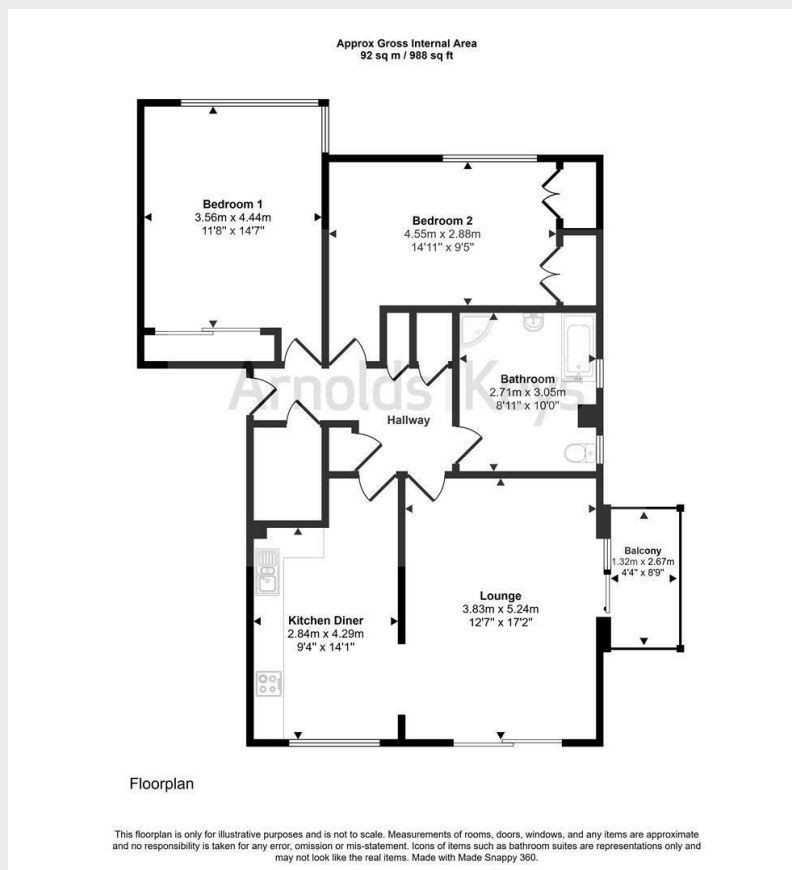 Approx Gross Internal Area
92 sq m / 988 sq ft
Bedroom 1
3.56m x 4.44m
11'8" x 14'7"
Bedroom 2
4.55m x 2.88m
14'11" x 9'5"
Arnolds | Keys
Bathroom
2.71m x 3.05m
8'11" x 10'0"
Hallway
Balcony
1.32m x 2.67m
4'4" x 8'9"
Lounge
3.83m x 5.24m
12'7" x 17'2"
Kitchen Diner
2.84m x 4.29m
9'4" x 14'1"
Floorplan
This floorplan is only for illustrative purposes and is not to scale. Measurements of rooms, doors, windows, and any items are approximate
and no responsibility is taken for any error, omission or mis-statement. Icons of items such as bathroom suites are representations only and
may not look like the real items. Made with Made Snappy 360.